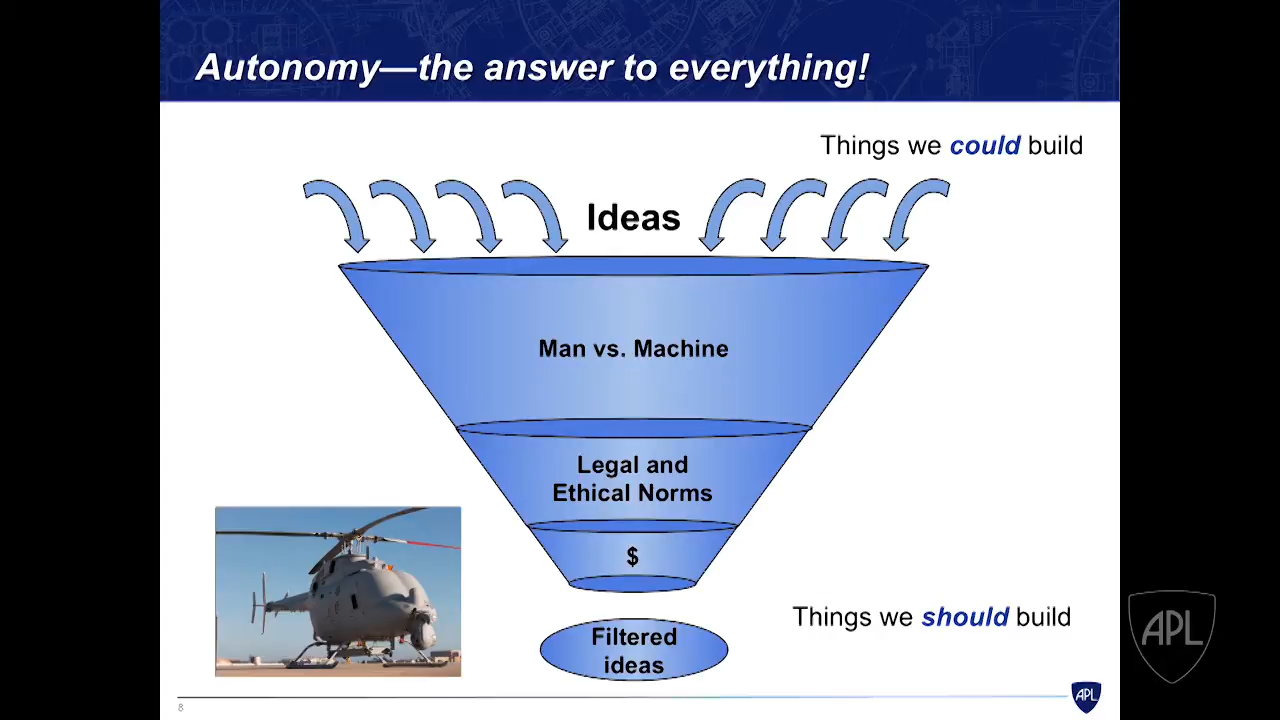 Autonomy—the answer to everything!
Things we could build
Ideas
Man vs. Machine
Legal and
Ethical Norms
$
Things we should build
Filtered
ideas
APL
APL
8